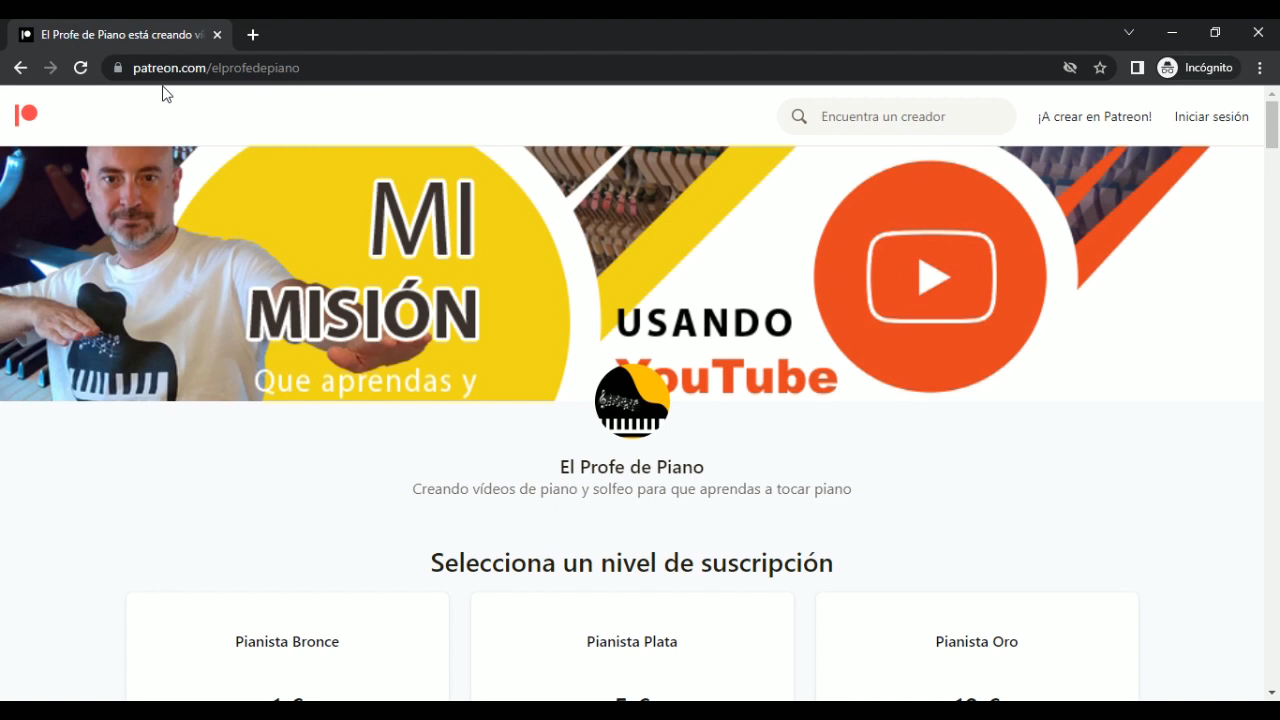 El Profe de Piano está creando ví
patreon.com/elprofedepiano
Incógnito
Encuentra un creador
¡A crear en Patreon!
Iniciar sesión
MI
MISIÓN
Que aprendas y
USANDO
YouTube
El Profe de Piano
Creando vídeos de piano y solfeo para que aprendas a tocar piano
Selecciona un nivel de suscripción
Pianista Bronce
Pianista Plata
Pianista Oro